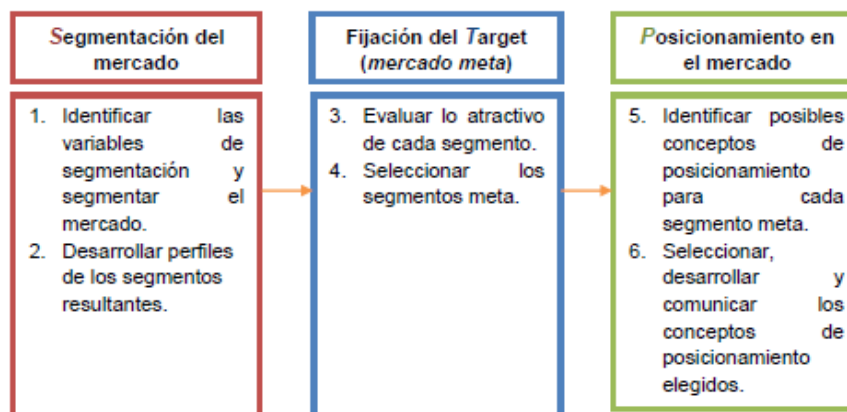 Segmentación del
mercado
1. Identificar las
variables de
segmentación y
segmentar el
mercado.
2. Desarrollar perfiles
de los segmentos
resultantes.
Fijación del Target
(mercado meta)
3. Evaluar lo atractivo
de cada segmento.
4. Seleccionar los
segmentos meta.
Posicionamiento en
el mercado
5. Identificar posibles
conceptos de
posicionamiento
para cada
segmento meta.
6. Seleccionar,
desarrollar y
comunicar los
conceptos de
posicionamiento
elegidos.